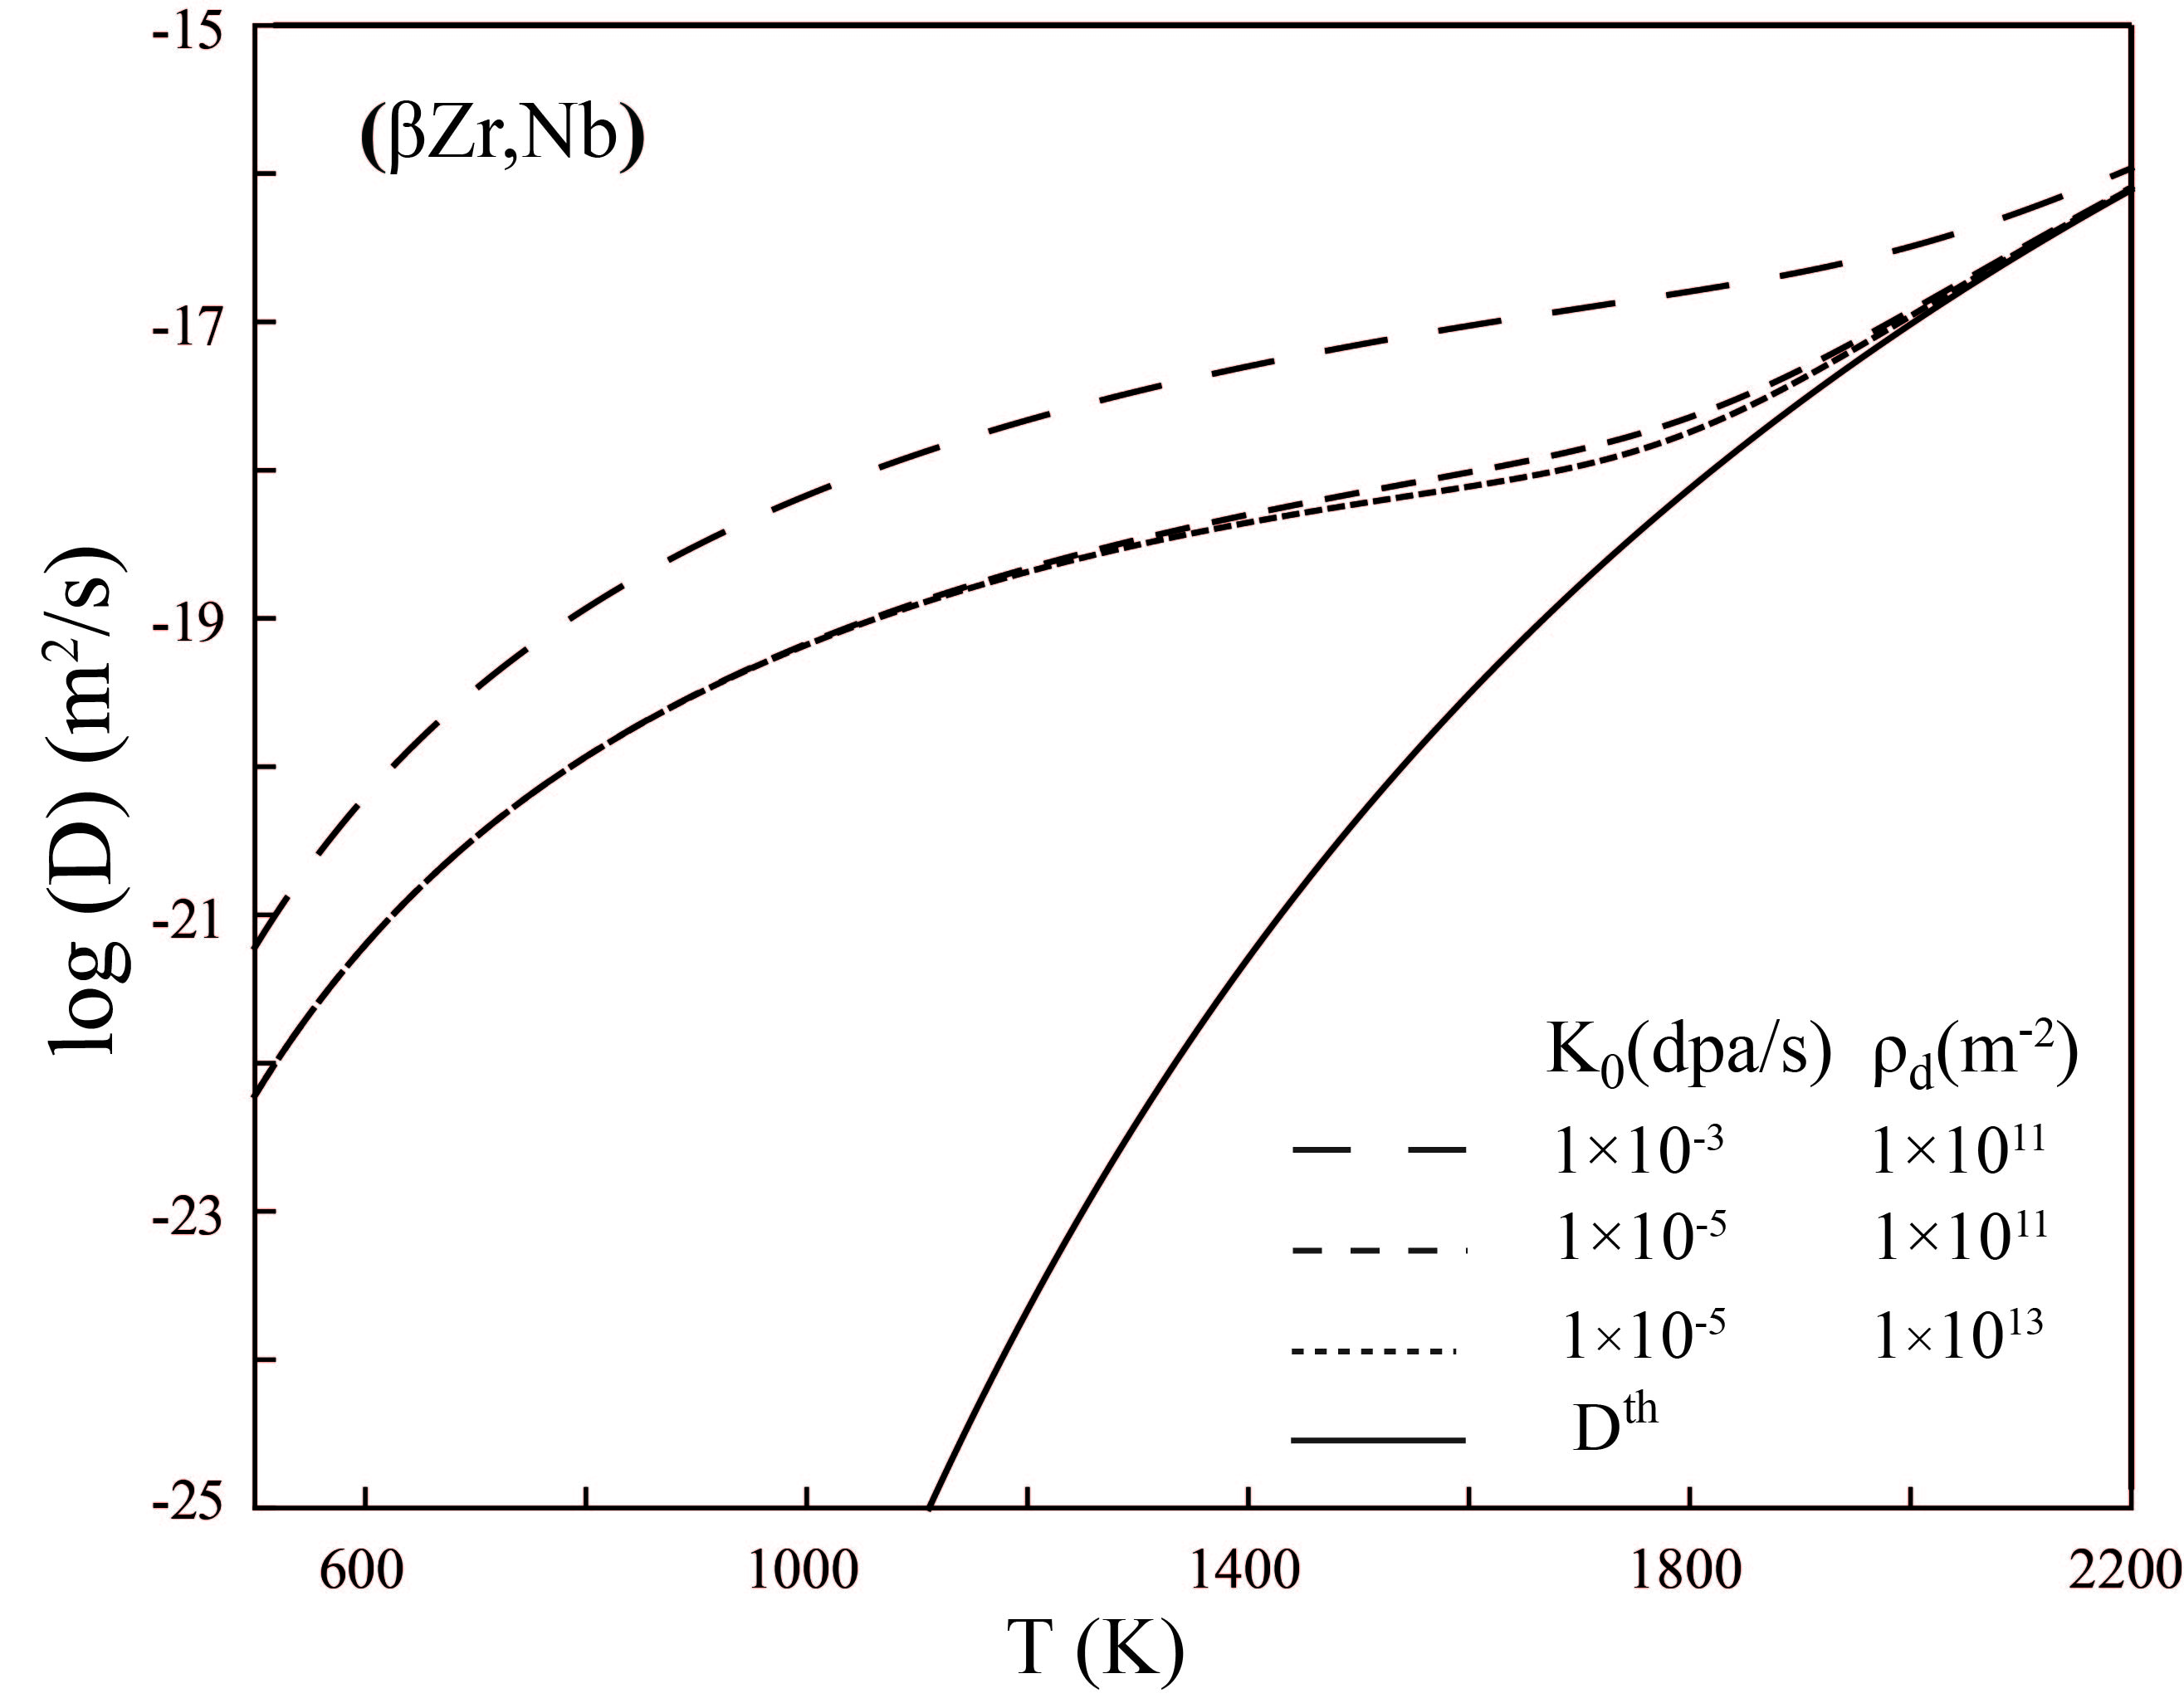 -15
(βZr,Nb)
-17
-19
-21
-23
-25
log (D) (m²/s)
K₀(dpa/s) ρd(m⁻²)
1×10⁻³ 1×10¹¹
1×10⁻⁵ 1×10¹¹
1×10⁻⁵ 1×10¹³
Dᵗʰ
600 1000 1400 1800 2200
T (K)